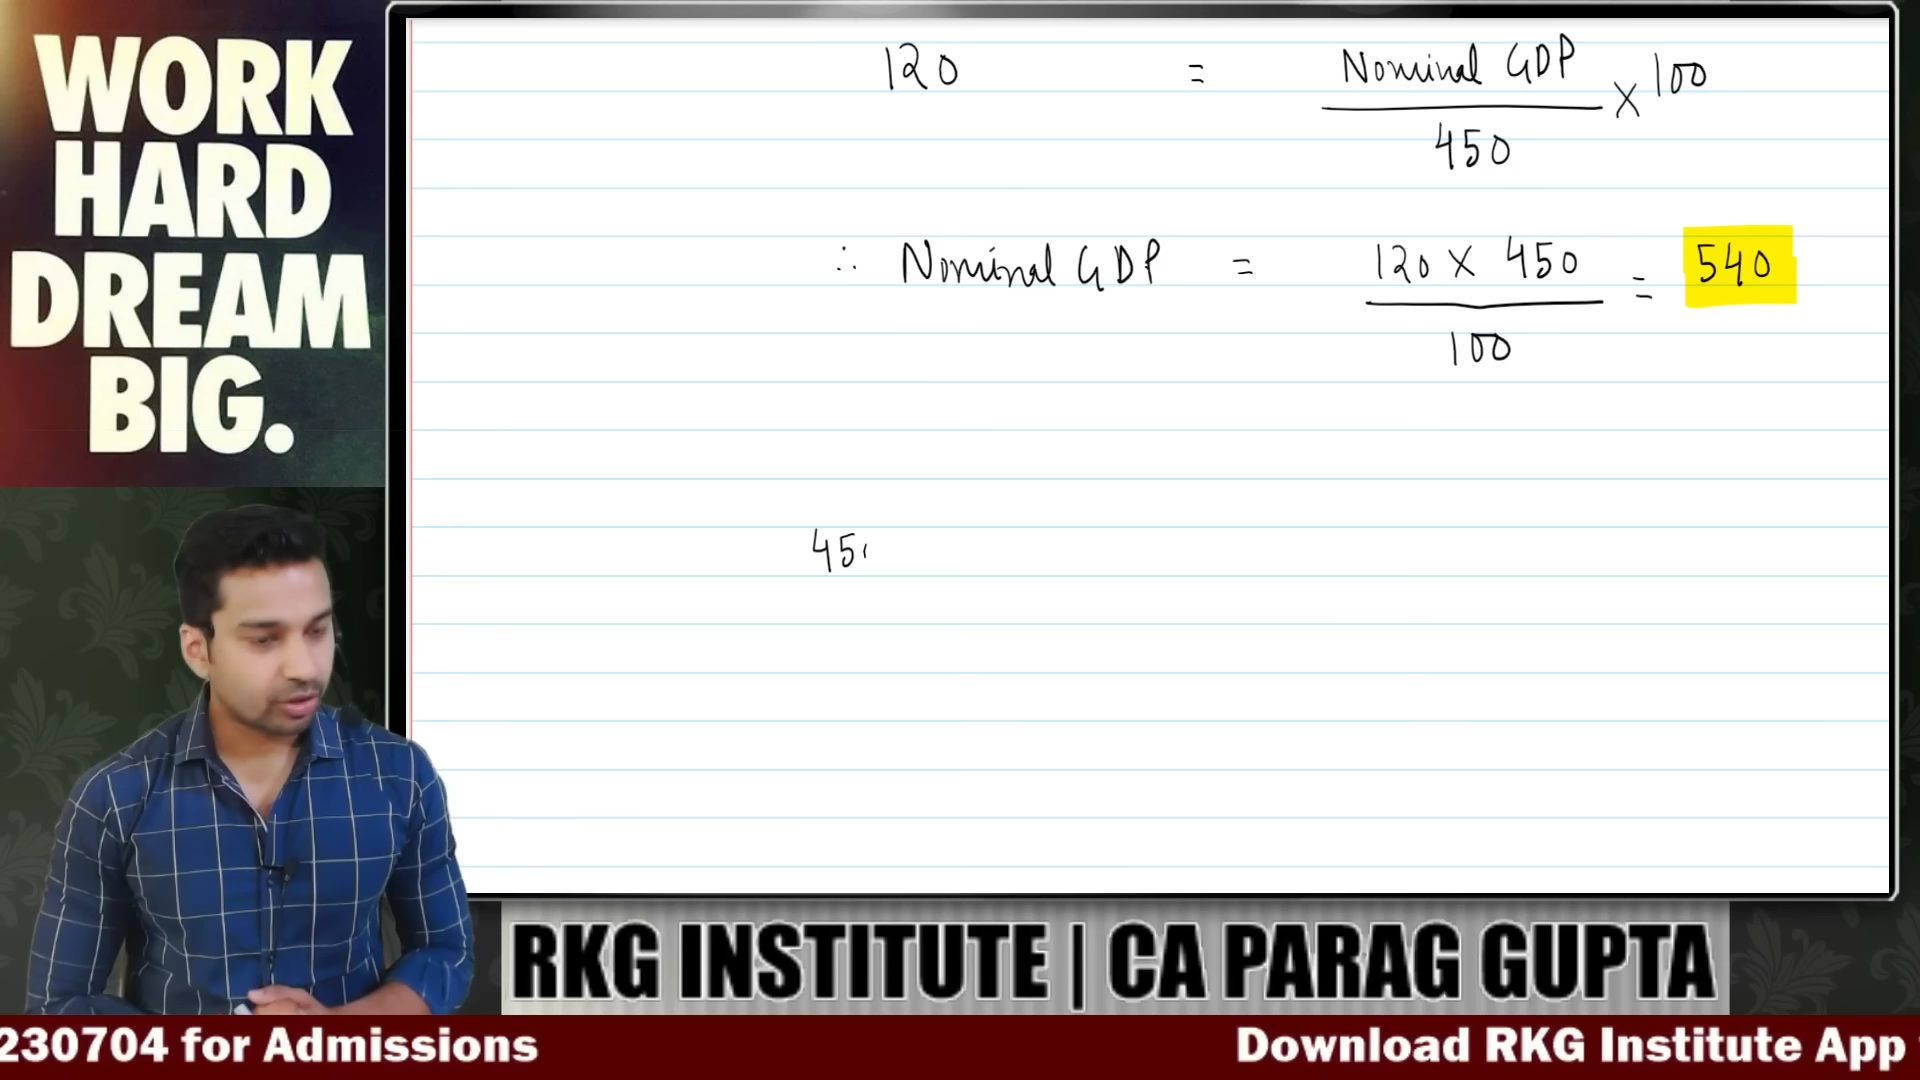 WORK
HARD
DREAM
BIG.
120 = Nominal GDP / 450 X 100
∴ Nominal GDP = 120 X 450 / 100 = 540
45
RKG INSTITUTE | CA PARAG GUPTA
230704 for Admissions
Download RKG Institute App